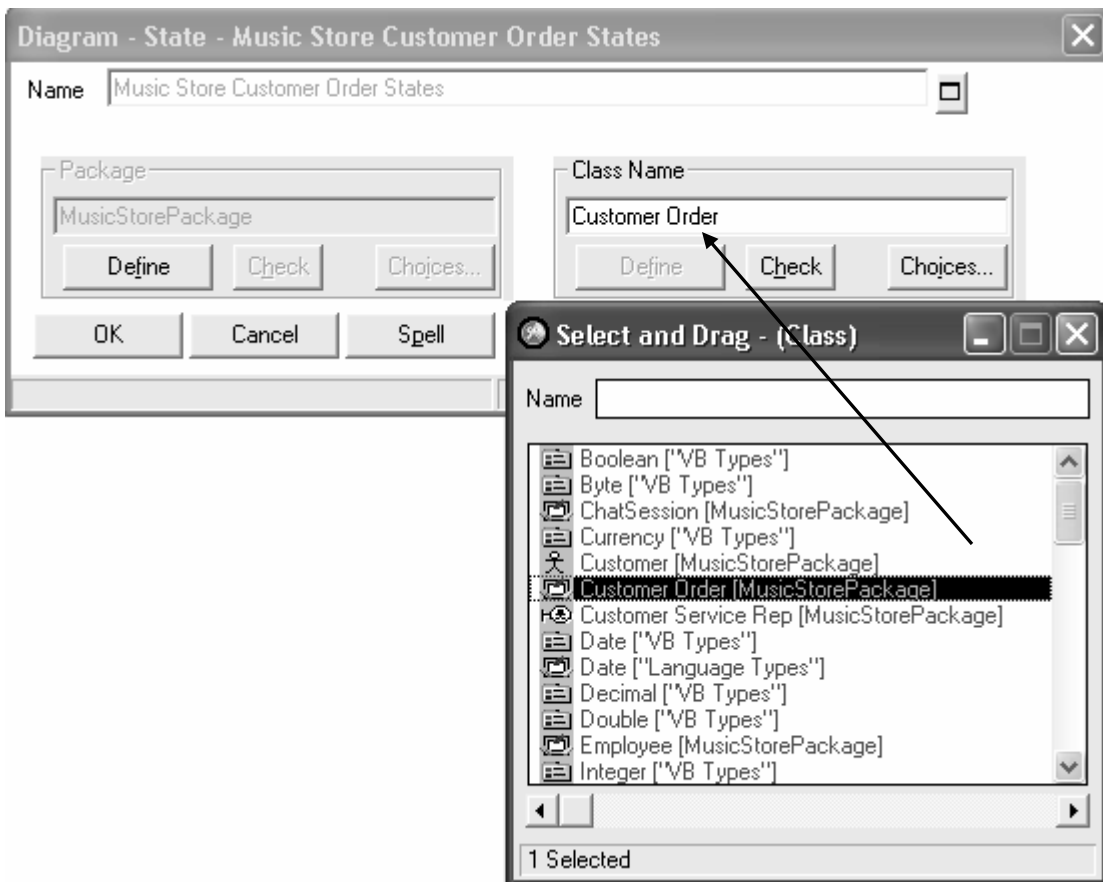 Diagram - State - Music Store Customer Order States
Name Music Store Customer Order States
Package
MusicStorePackage
Define Check Choices...
Class Name
Customer Order
Define Check Choices...
OK Cancel Spell
Select and Drag - (Class)
Name
Boolean ["VB Types"]
Byte ["VB Types"]
ChatSession [MusicStorePackage]
Currency ["VB Types"]
Customer [MusicStorePackage]
Customer Order [MusicStorePackage]
Customer Service Rep [MusicStorePackage]
Date ["VB Types"]
Date ["Language Types"]
Decimal ["VB Types"]
Double ["VB Types"]
Employee [MusicStorePackage]
Integer ["VB Types"]
1 Selected